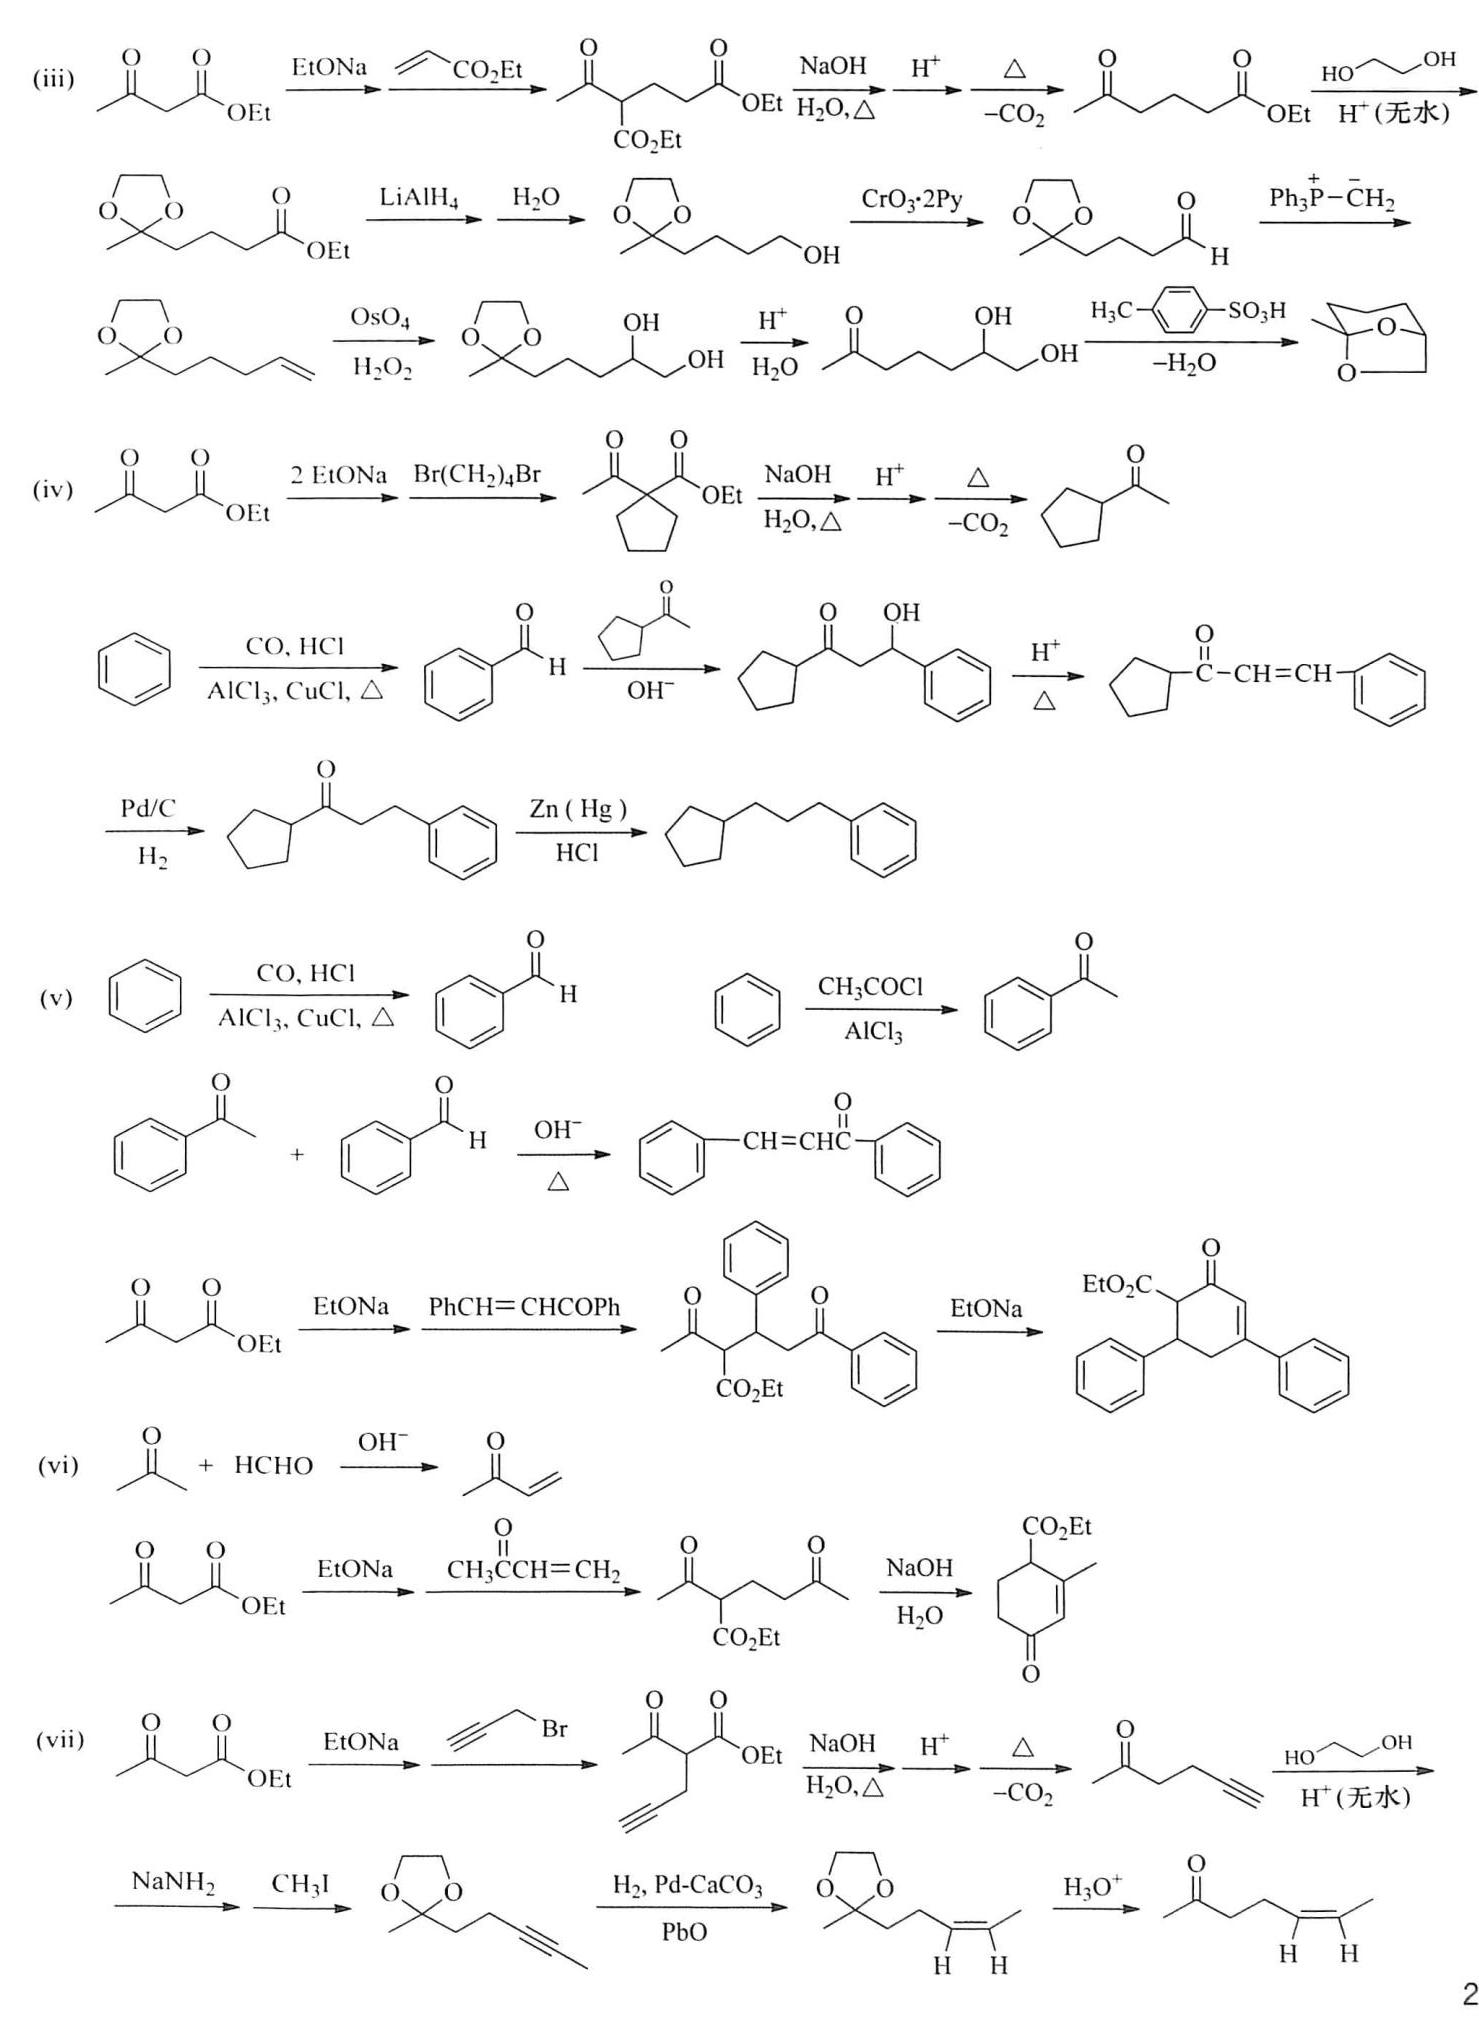 (iii) O O OEt EtONa CO₂Et O O OEt CO₂Et NaOH H₂O, △ H⁺ △ −CO₂ O O OEt HO OH H⁺ (无水)
O O O OEt LiAlH₄ H₂O O O OH CrO₃·2Py O O O H Ph₃P⁺−C⁻H₂
O O OsO₄ H₂O₂ O O OH OH H⁺ H₂O O OH OH H₃C SO₃H −H₂O O O
(iv) O O OEt 2 EtONa Br(CH₂)₄Br O O OEt NaOH H₂O, △ H⁺ △ −CO₂ O
CO, HCl AlCl₃, CuCl, △ O H O OH⁻ O OH H⁺ △ O C−CH=CH
Pd/C H₂ O Zn ( Hg ) HCl
(v) CO, HCl AlCl₃, CuCl, △ O H CH₃COCl AlCl₃ O
O + O H OH⁻ △ CH=CHC O
O O OEt EtONa PhCH=CHCOPh O O CO₂Et EtONa EtO₂C O
(vi) O + HCHO OH⁻ O
O O OEt EtONa O CH₃CCH=CH₂ O O CO₂Et NaOH H₂O CO₂Et O
(vii) O O OEt EtONa Br O O OEt NaOH H₂O, △ H⁺ △ −CO₂ O HO OH H⁺ (无水)
NaNH₂ CH₃I O O H₂, Pd-CaCO₃ PbO O O H H H₃O⁺ O H H
2